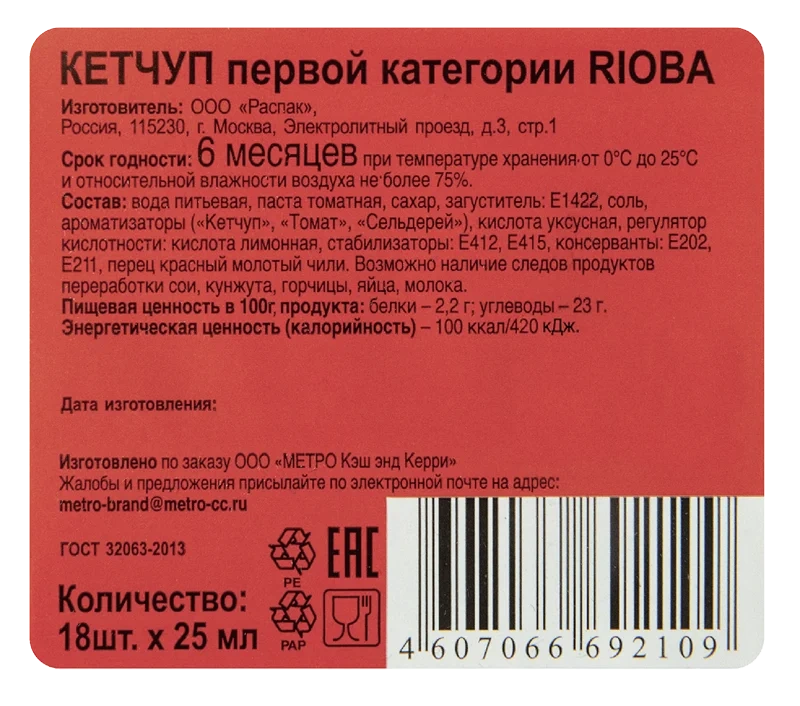 КЕТЧУП первой категории RIOBA
Изготовитель: ООО «Распак»,
Россия, 115230, г. Москва, Электролитный проезд, д.3, стр.1
Срок годности: 6 месяцев при температуре хранения от 0°С до 25°С
и относительной влажности воздуха не более 75%.
Состав: вода питьевая, паста томатная, сахар, загуститель: Е1422, соль,
ароматизаторы («Кетчуп», «Томат», «Сельдерей»), кислота уксусная, регулятор
кислотности: кислота лимонная, стабилизаторы: Е412, Е415, консерванты: Е202,
Е211, перец красный молотый чили. Возможно наличие следов продуктов
переработки сои, кунжута, горчицы, яйца, молока.
Пищевая ценность в 100г, продукта: белки – 2,2 г; углеводы – 23 г.
Энергетическая ценность (калорийность) – 100 ккал/420 кДж.
Дата изготовления:
Изготовлено по заказу ООО «МЕТРО Кэш энд Керри»
Жалобы и предложения присылайте по электронной почте на адрес:
metro-brand@metro-cc.ru
ГОСТ 32063-2013
PE
EAC
Количество:
18шт. х 25 мл
PAP
4 607066 692109